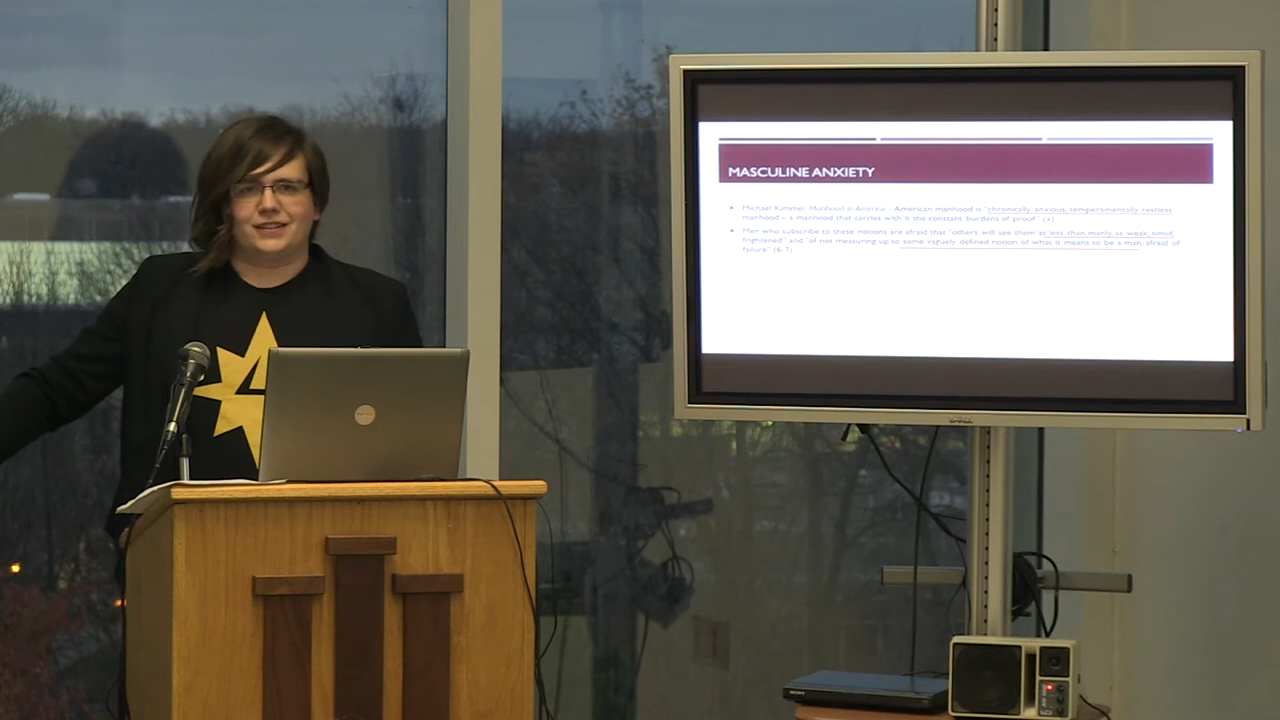 MASCULINE ANXIETY
Michael Kimmel, Manhood in America - American manhood is "chronically anxious, temperamentally restless
manhood – a manhood that carries with it the constant burdens of proof" (x)
Men who subscribe to these notions are afraid that "others will see them as less than manly as weak, timid,
frightened" and "of not measuring up to some vaguely defined notion of what it means to be a man, afraid of
failure" (6-7)
DELL
SONY